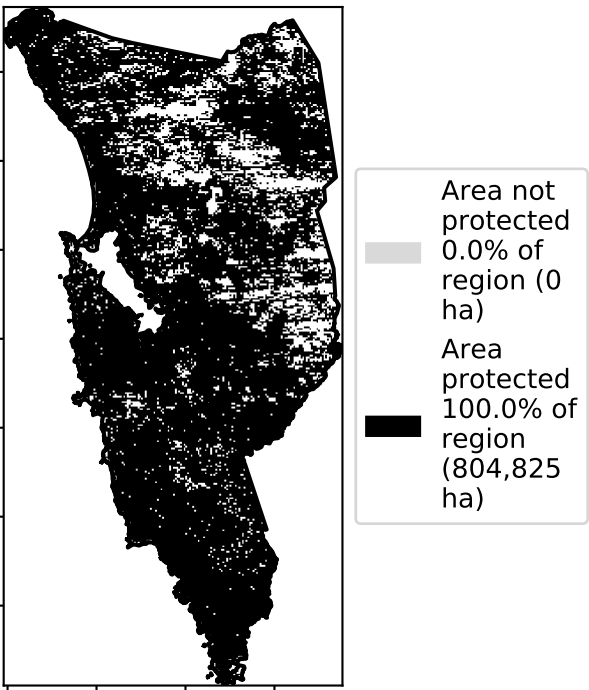 Area not
protected
0.0% of
region (0
ha)
Area
protected
100.0% of
region
(804,825
ha)